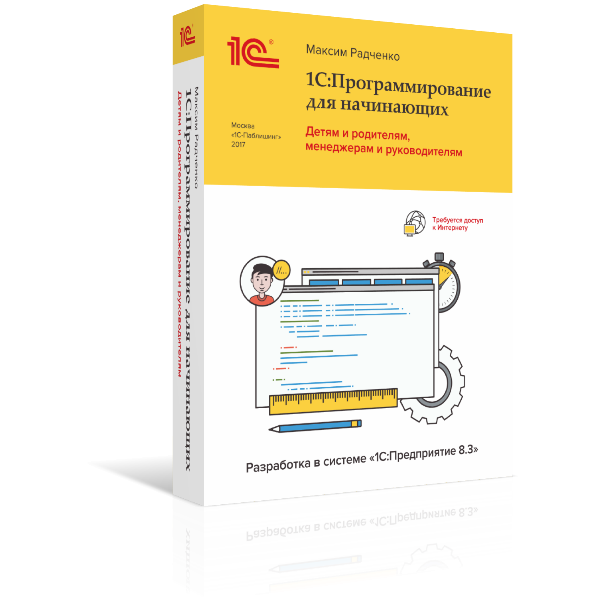 1С®
Максим Радченко
1С:Программирование
для начинающих
Москва
«1С-Паблишинг»
2017
Детям и родителям,
менеджерам и руководителям
Требуется доступ
к Интернету
//...
Разработка в системе «1С:Предприятие 8.3»
1С
Максим Радченко
1С:Программирование для начинающих
Детям и родителям, менеджерам и руководителям